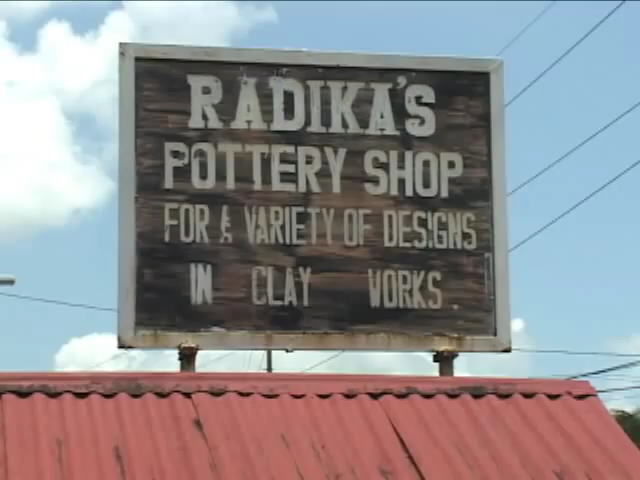 RADIKA'S
POTTERY SHOP
FOR A VARIETY OF DESIGNS
IN CLAY WORKS.